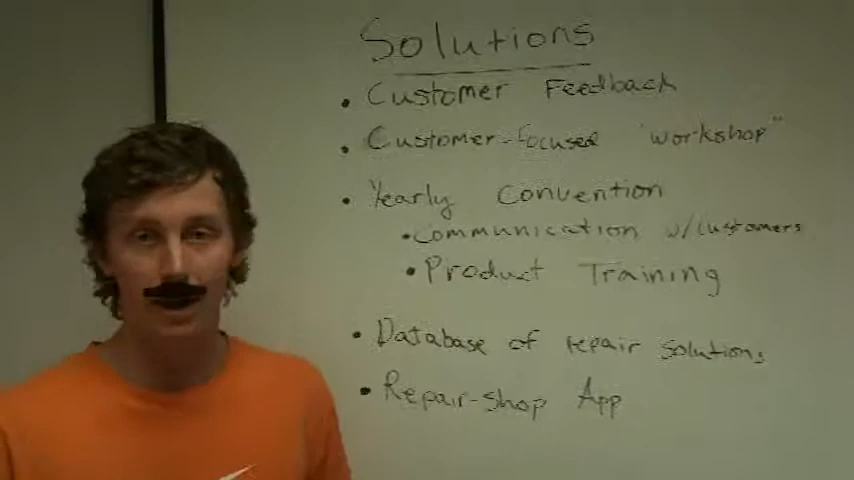 Solutions
• Customer Feedback
• Customer-focused "workshop"
• Yearly Convention
• Communication w/customers
• Product Training
• Database of repair solutions
• Repair-shop App